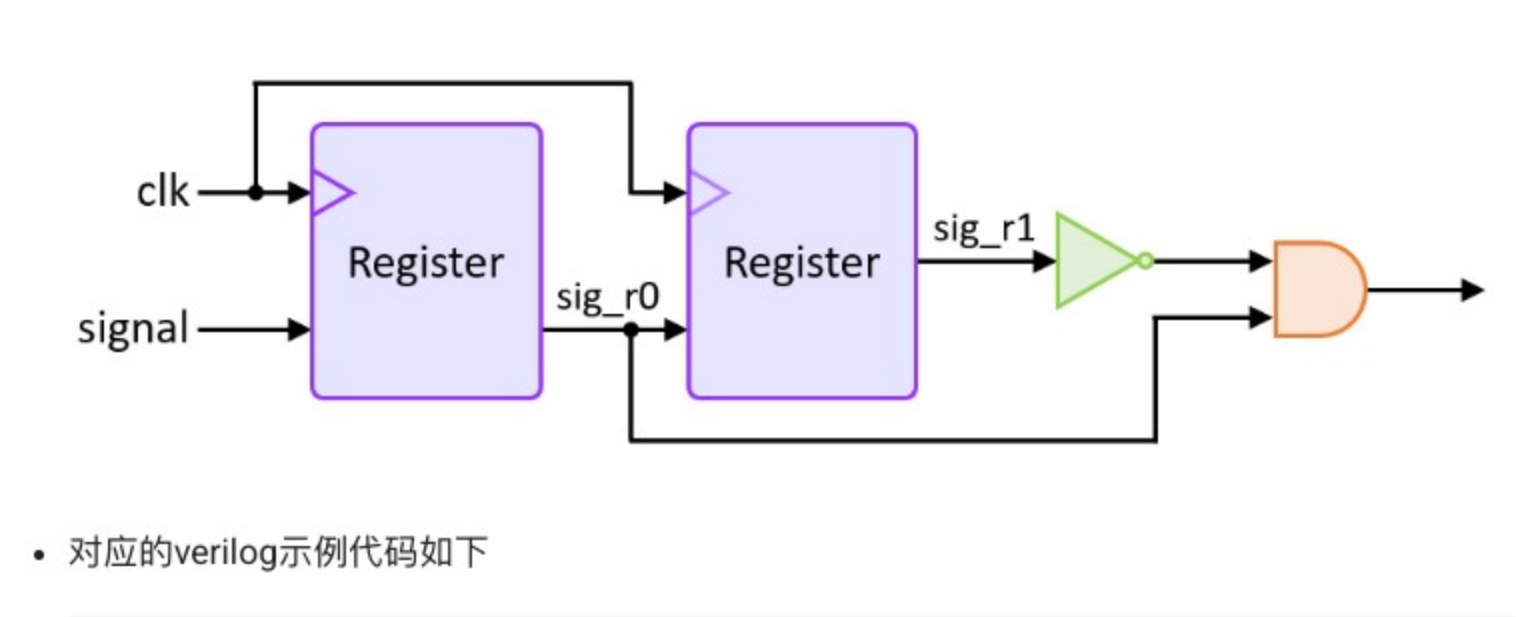 clk
signal
Register
sig_r0
Register
sig_r1
对应的verilog示例代码如下